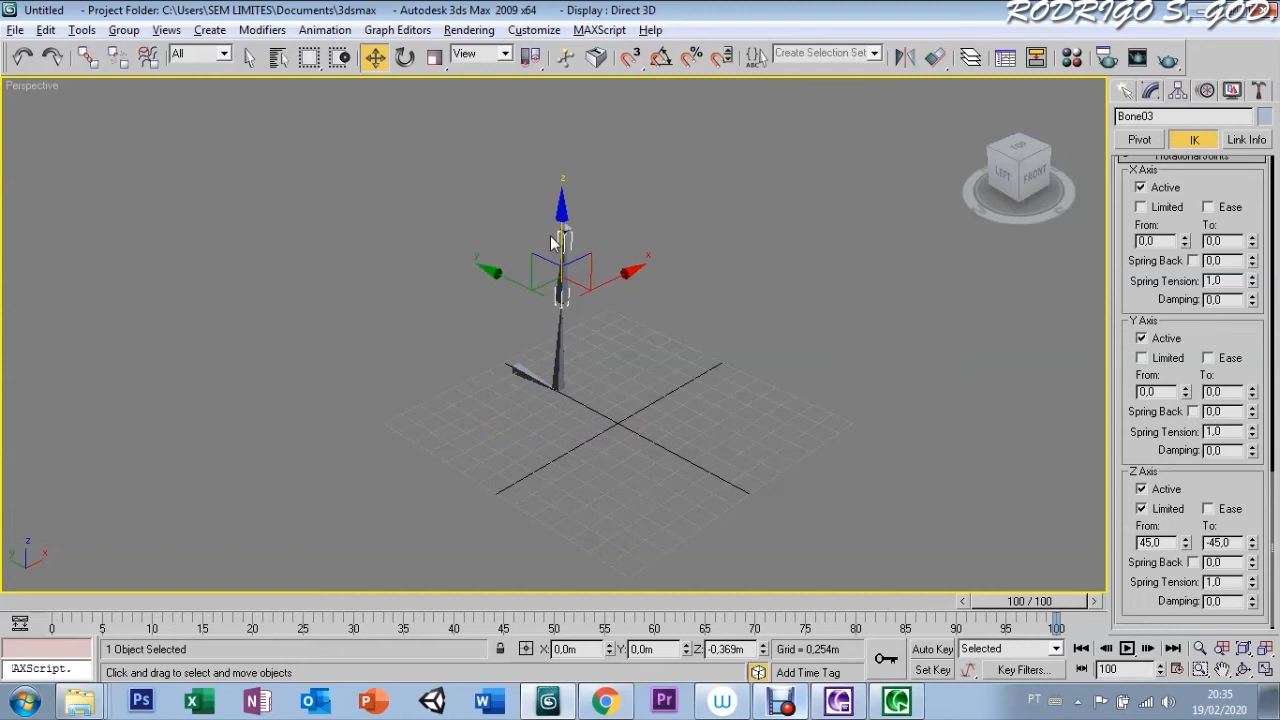 Untitled - Project Folder: C:\Users\SEM LIMITES\Documents\3dsmax - Autodesk 3ds Max 2009 x64 - Display : Direct 3D
RODRIGO S. GOD
File Edit Tools Group Views Create Modifiers Animation Graph Editors Rendering Customize MAXScript Help
All View Create Selection Set
Perspective
TOP
LEFT FRONT
Bone03
Pivot IK Link Info
Rotational Joints
X Axis
Active
Limited Ease
From: To:
0,0 0,0
Spring Back 0,0
Spring Tension: 1,0
Damping: 0,0
Y Axis
Active
Limited Ease
From: To:
0,0 0,0
Spring Back 0,0
Spring Tension: 1,0
Damping: 0,0
Z Axis
Active
Limited Ease
From: To:
45,0 -45,0
Spring Back 0,0
Spring Tension: 1,0
Damping: 0,0
z
y x
z
y x
< 100 / 100 >
0 5 10 15 20 25 30 35 40 45 50 55 60 65 70 75 80 85 90 95 100
1 Object Selected X: 0,0m Y: 0,0m Z: -0,369m Grid = 0,254m Auto Key Selected
AXScript. Click and drag to select and move objects Add Time Tag Set Key Key Filters... 100
PT 20:35
19/02/2020